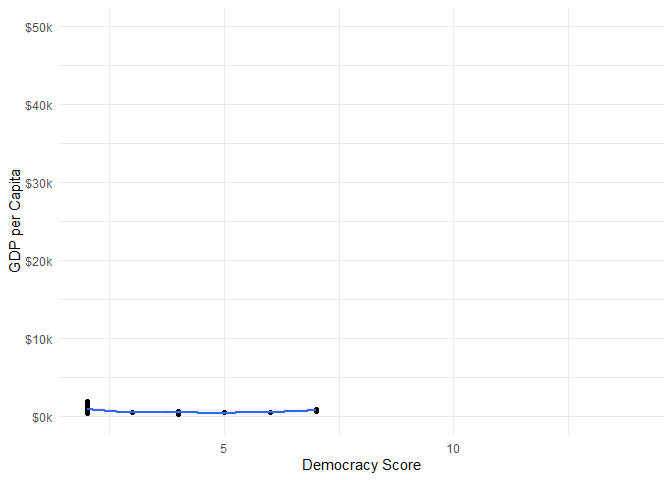 $50k
$40k
$30k
$20k
$10k
$0k
GDP per Capita
5
10
Democracy Score